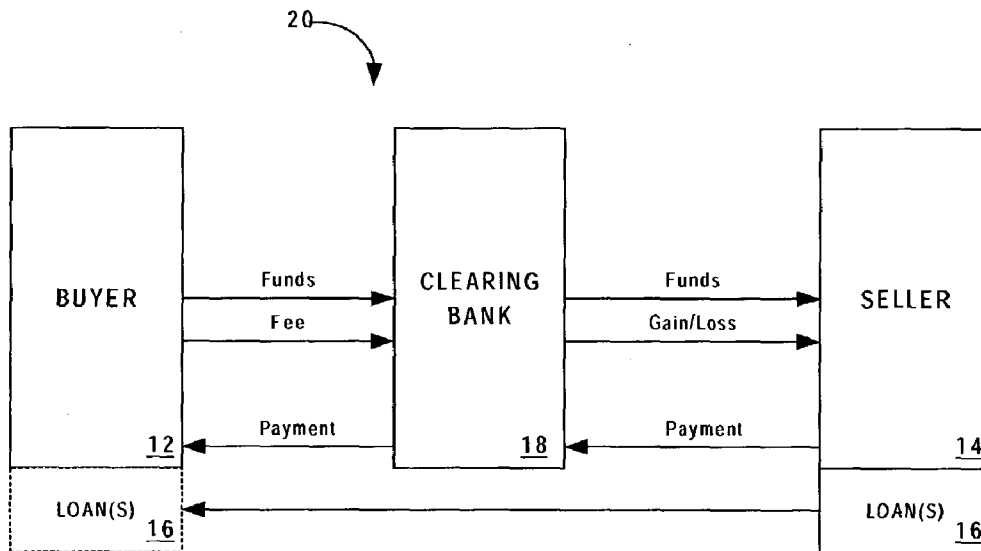 20
Funds
Fee
Payment
BUYER
12
LOAN(S)
16
CLEARING
BANK
18
Funds
Gain/Loss
Payment
SELLER
14
LOAN(S)
16